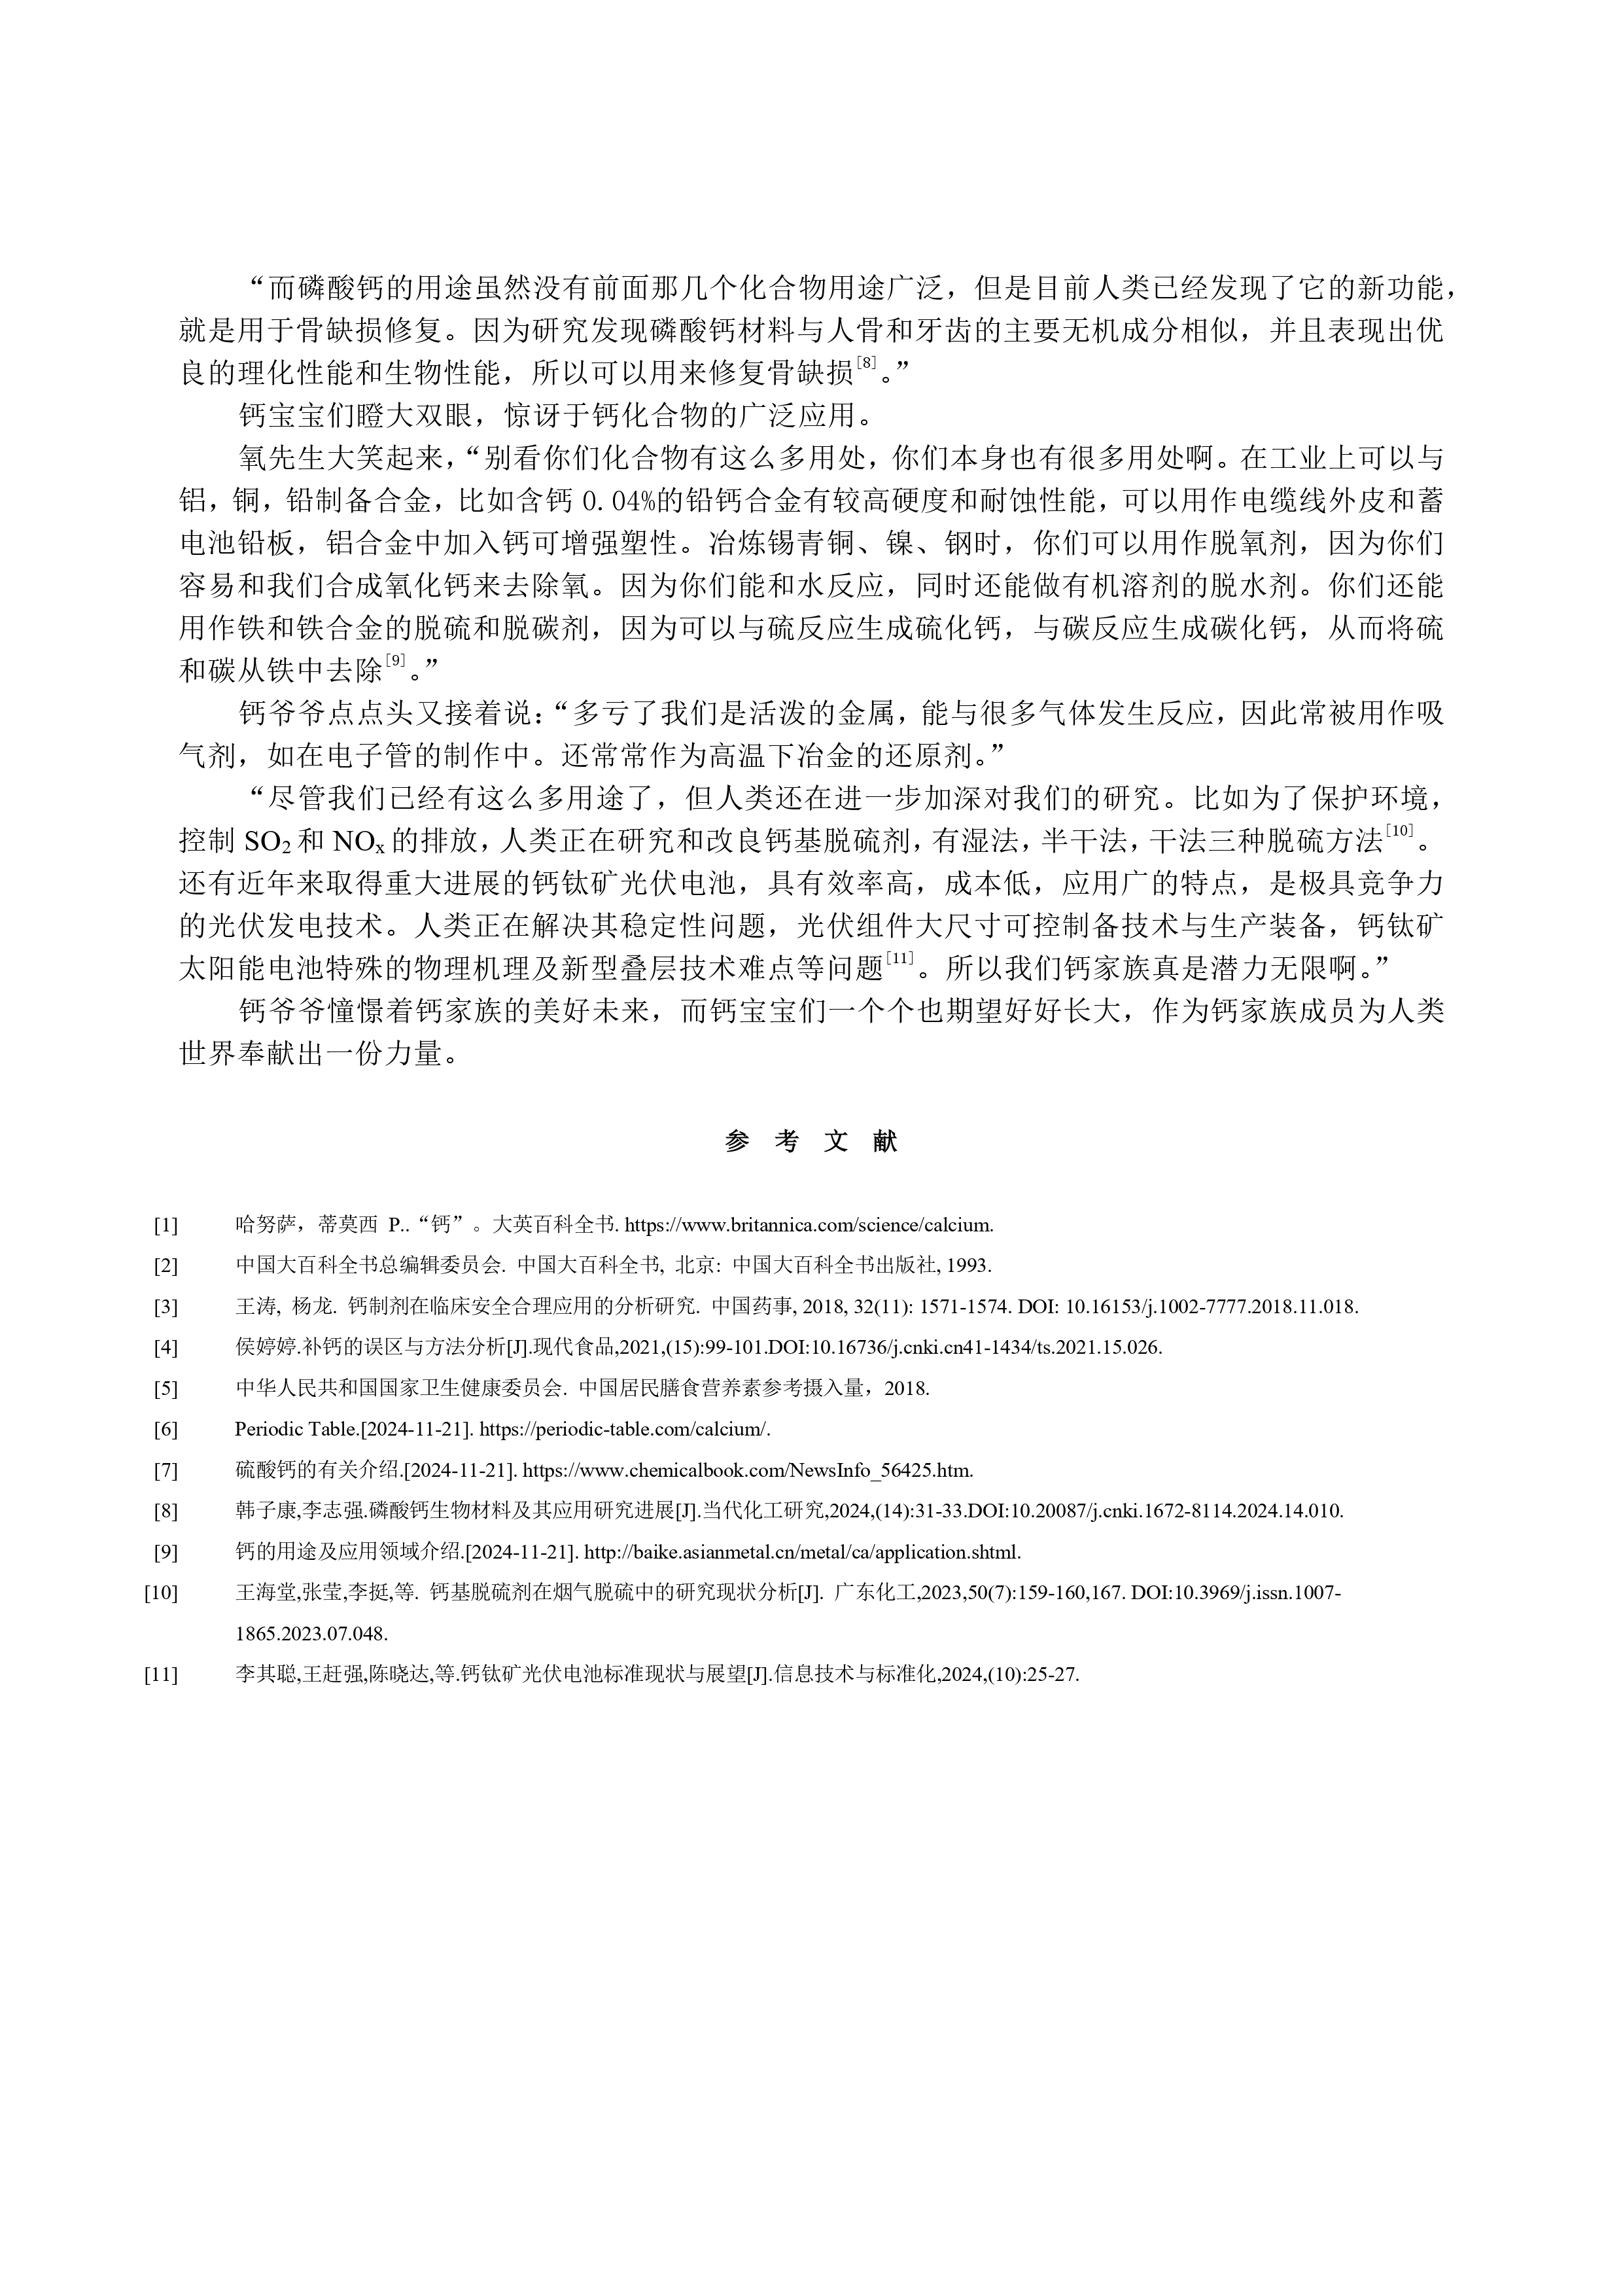 “而磷酸钙的用途虽然没有前面那几个化合物用途广泛，但是目前人类已经发现了它的新功能，
就是用于骨缺损修复。因为研究发现磷酸钙材料与人骨和牙齿的主要无机成分相似，并且表现出优
良的理化性能和生物性能，所以可以用来修复骨缺损[8]。”
钙宝宝们瞪大双眼，惊讶于钙化合物的广泛应用。
氧先生大笑起来，“别看你们化合物有这么多用处，你们本身也有很多用处啊。在工业上可以与
铝，铜，铅制备合金，比如含钙 0.04%的铅钙合金有较高硬度和耐蚀性能，可以用作电缆线外皮和蓄
电池铅板，铝合金中加入钙可增强塑性。冶炼锡青铜、镍、钢时，你们可以用作脱氧剂，因为你们
容易和我们合成氧化钙来去除氧。因为你们能和水反应，同时还能做有机溶剂的脱水剂。你们还能
用作铁和铁合金的脱硫和脱碳剂，因为可以与硫反应生成硫化钙，与碳反应生成碳化钙，从而将硫
和碳从铁中去除[9]。”
钙爷爷点点头又接着说：“多亏了我们是活泼的金属，能与很多气体发生反应，因此常被用作吸
气剂，如在电子管的制作中。还常常作为高温下冶金的还原剂。”
“尽管我们已经有这么多用途了，但人类还在进一步加深对我们的研究。比如为了保护环境，
控制 SO2 和 NOx 的排放，人类正在研究和改良钙基脱硫剂，有湿法，半干法，干法三种脱硫方法[10]。
还有近年来取得重大进展的钙钛矿光伏电池，具有效率高，成本低，应用广的特点，是极具竞争力
的光伏发电技术。人类正在解决其稳定性问题，光伏组件大尺寸可控制备技术与生产装备，钙钛矿
太阳能电池特殊的物理机理及新型叠层技术难点等问题[11]。所以我们钙家族真是潜力无限啊。”
钙爷爷憧憬着钙家族的美好未来，而钙宝宝们一个个也期望好好长大，作为钙家族成员为人类
世界奉献出一份力量。
参 考 文 献
[1] 哈努萨，蒂莫西 P..“钙”。大英百科全书. https://www.britannica.com/science/calcium.
[2] 中国大百科全书总编辑委员会. 中国大百科全书, 北京: 中国大百科全书出版社, 1993.
[3] 王涛, 杨龙. 钙制剂在临床安全合理应用的分析研究. 中国药事, 2018, 32(11): 1571-1574. DOI: 10.16153/j.1002-7777.2018.11.018.
[4] 侯婷婷.补钙的误区与方法分析[J].现代食品,2021,(15):99-101.DOI:10.16736/j.cnki.cn41-1434/ts.2021.15.026.
[5] 中华人民共和国国家卫生健康委员会. 中国居民膳食营养素参考摄入量，2018.
[6] Periodic Table.[2024-11-21]. https://periodic-table.com/calcium/.
[7] 硫酸钙的有关介绍.[2024-11-21]. https://www.chemicalbook.com/NewsInfo_56425.htm.
[8] 韩子康,李志强.磷酸钙生物材料及其应用研究进展[J].当代化工研究,2024,(14):31-33.DOI:10.20087/j.cnki.1672-8114.2024.14.010.
[9] 钙的用途及应用领域介绍.[2024-11-21]. http://baike.asianmetal.cn/metal/ca/application.shtml.
[10] 王海堂,张莹,李挺,等. 钙基脱硫剂在烟气脱硫中的研究现状分析[J]. 广东化工,2023,50(7):159-160,167. DOI:10.3969/j.issn.1007-
1865.2023.07.048.
[11] 李其聪,王赶强,陈晓达,等.钙钛矿光伏电池标准现状与展望[J].信息技术与标准化,2024,(10):25-27.